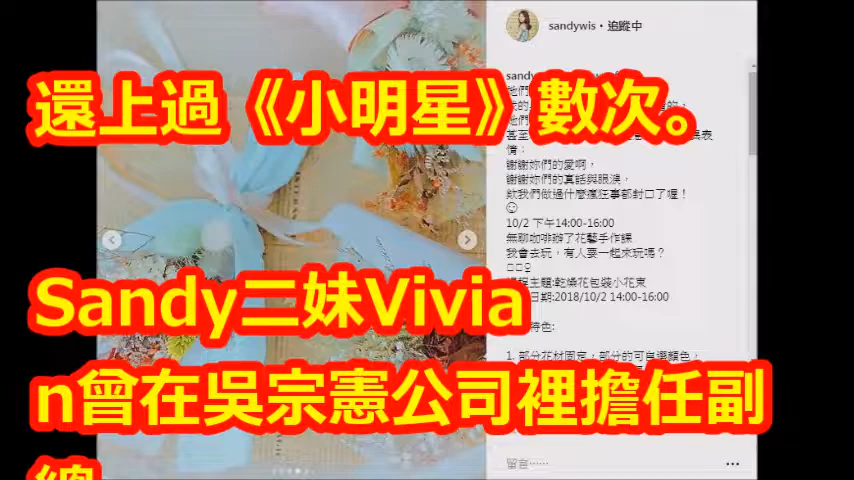 sandywis • 追蹤中
還上過《小明星》數次。
情：
謝謝妳們的愛啊，
謝謝妳們的真話與眼淚，
欸我們做過什麼瘋狂事都封口了喔！
10/2 下午14:00-16:00
無聊咖啡辦了花藝手作課
我會去玩，有人要一起來玩嗎？
課程主題:乾燥花包裝小花束
日期:2018/10/2 14:00-16:00
Sandy二妹Vivia
特色:
1. 部分花材固定，部分的可自選顏色，
n曾在吳宗憲公司裡擔任副
總
留言……